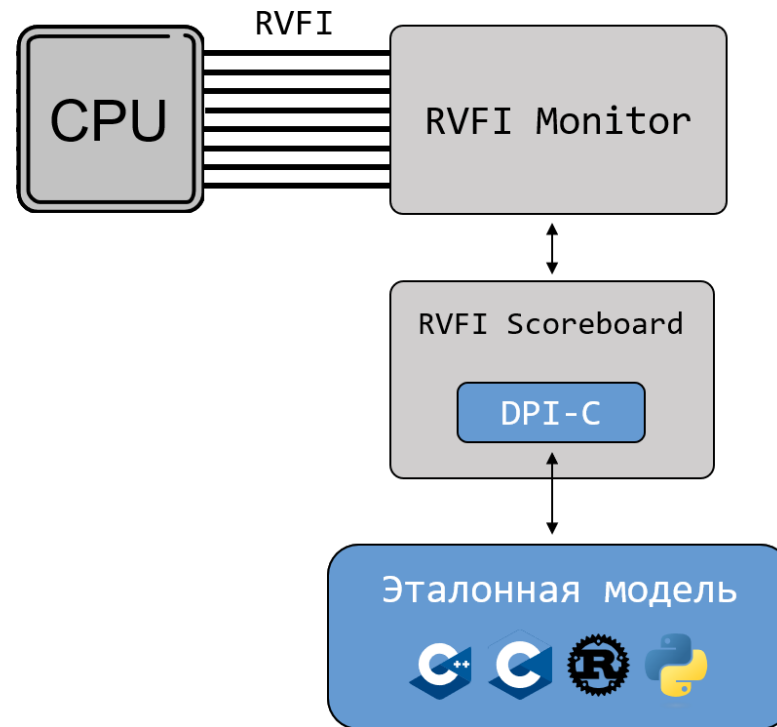 RVFI
CPU
RVFI Monitor
RVFI Scoreboard
DPI-C
Эталонная модель
C++
C
R